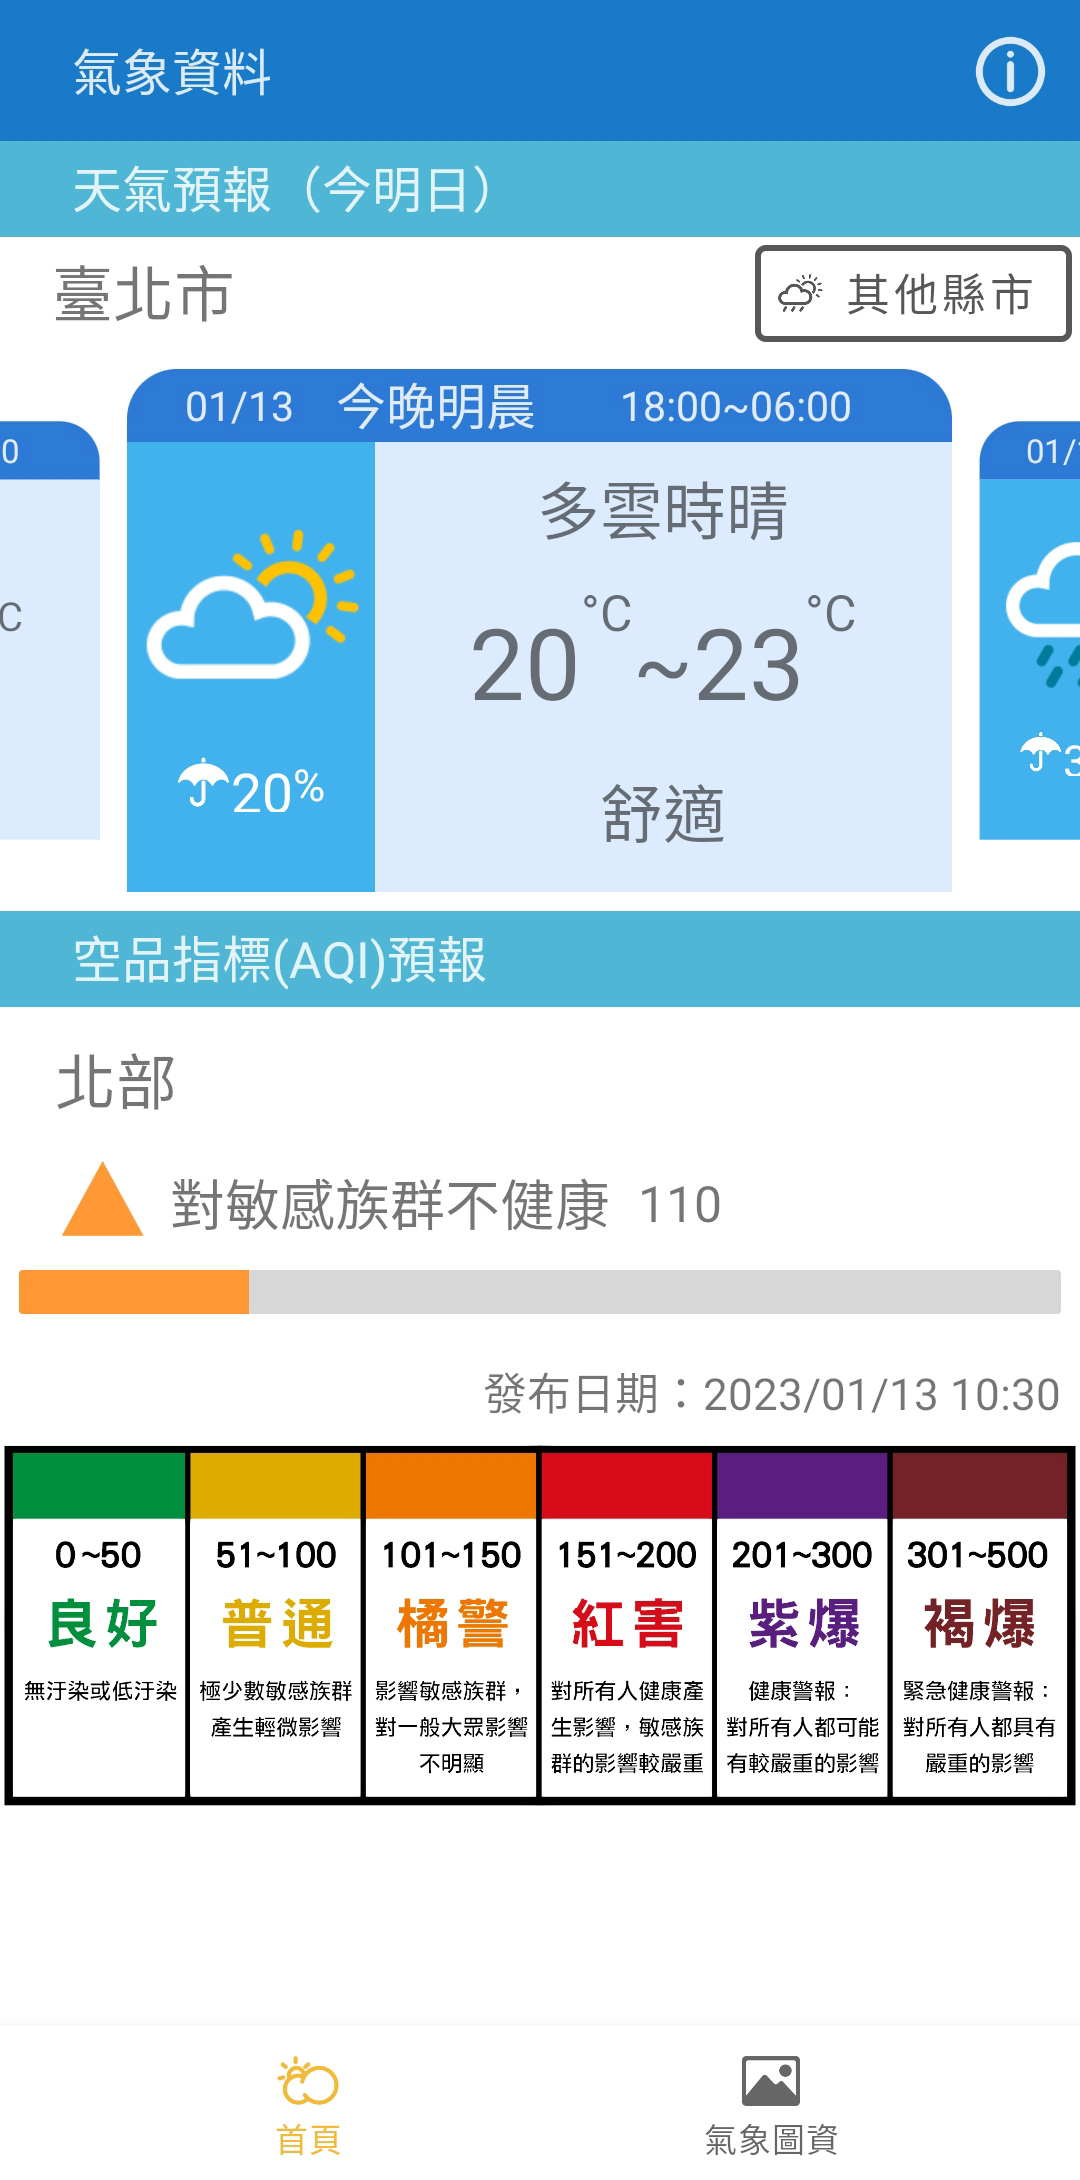 氣象資料
天氣預報（今明日）
臺北市
其他縣市
01/13 今晚明晨 18:00~06:00
0
01/
多雲時晴
°C
20°C ~23°C
20%
3
舒適
空品指標(AQI)預報
北部
對敏感族群不健康 110
發布日期：2023/01/13 10:30
0~50
良好
無汙染或低汙染
51~100
普通
極少數敏感族群
產生輕微影響
101~150
橘警
影響敏感族群，
對一般大眾影響
不明顯
151~200
紅害
對所有人健康產
生影響，敏感族
群的影響較嚴重
201~300
紫爆
健康警報：
對所有人都可能
有較嚴重的影響
301~500
褐爆
緊急健康警報：
對所有人都具有
嚴重的影響
首頁
氣象圖資